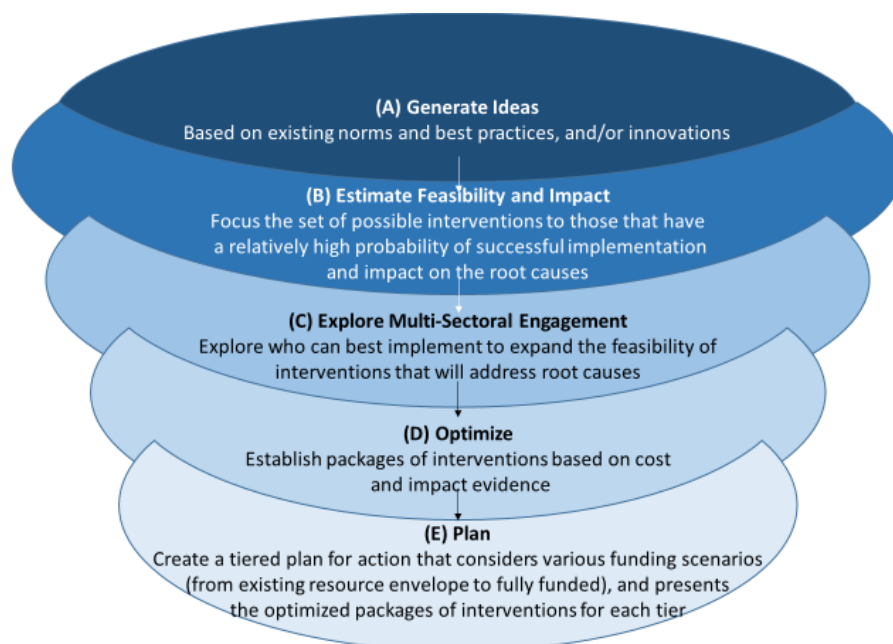 (A) Generate Ideas
Based on existing norms and best practices, and/or innovations
(B) Estimate Feasibility and Impact
Focus the set of possible interventions to those that have
a relatively high probability of successful implementation
and impact on the root causes
(C) Explore Multi-Sectoral Engagement
Explore who can best implement to expand the feasibility of
interventions that will address root causes
(D) Optimize
Establish packages of interventions based on cost
and impact evidence
(E) Plan
Create a tiered plan for action that considers various funding scenarios
(from existing resource envelope to fully funded), and presents
the optimized packages of interventions for each tier